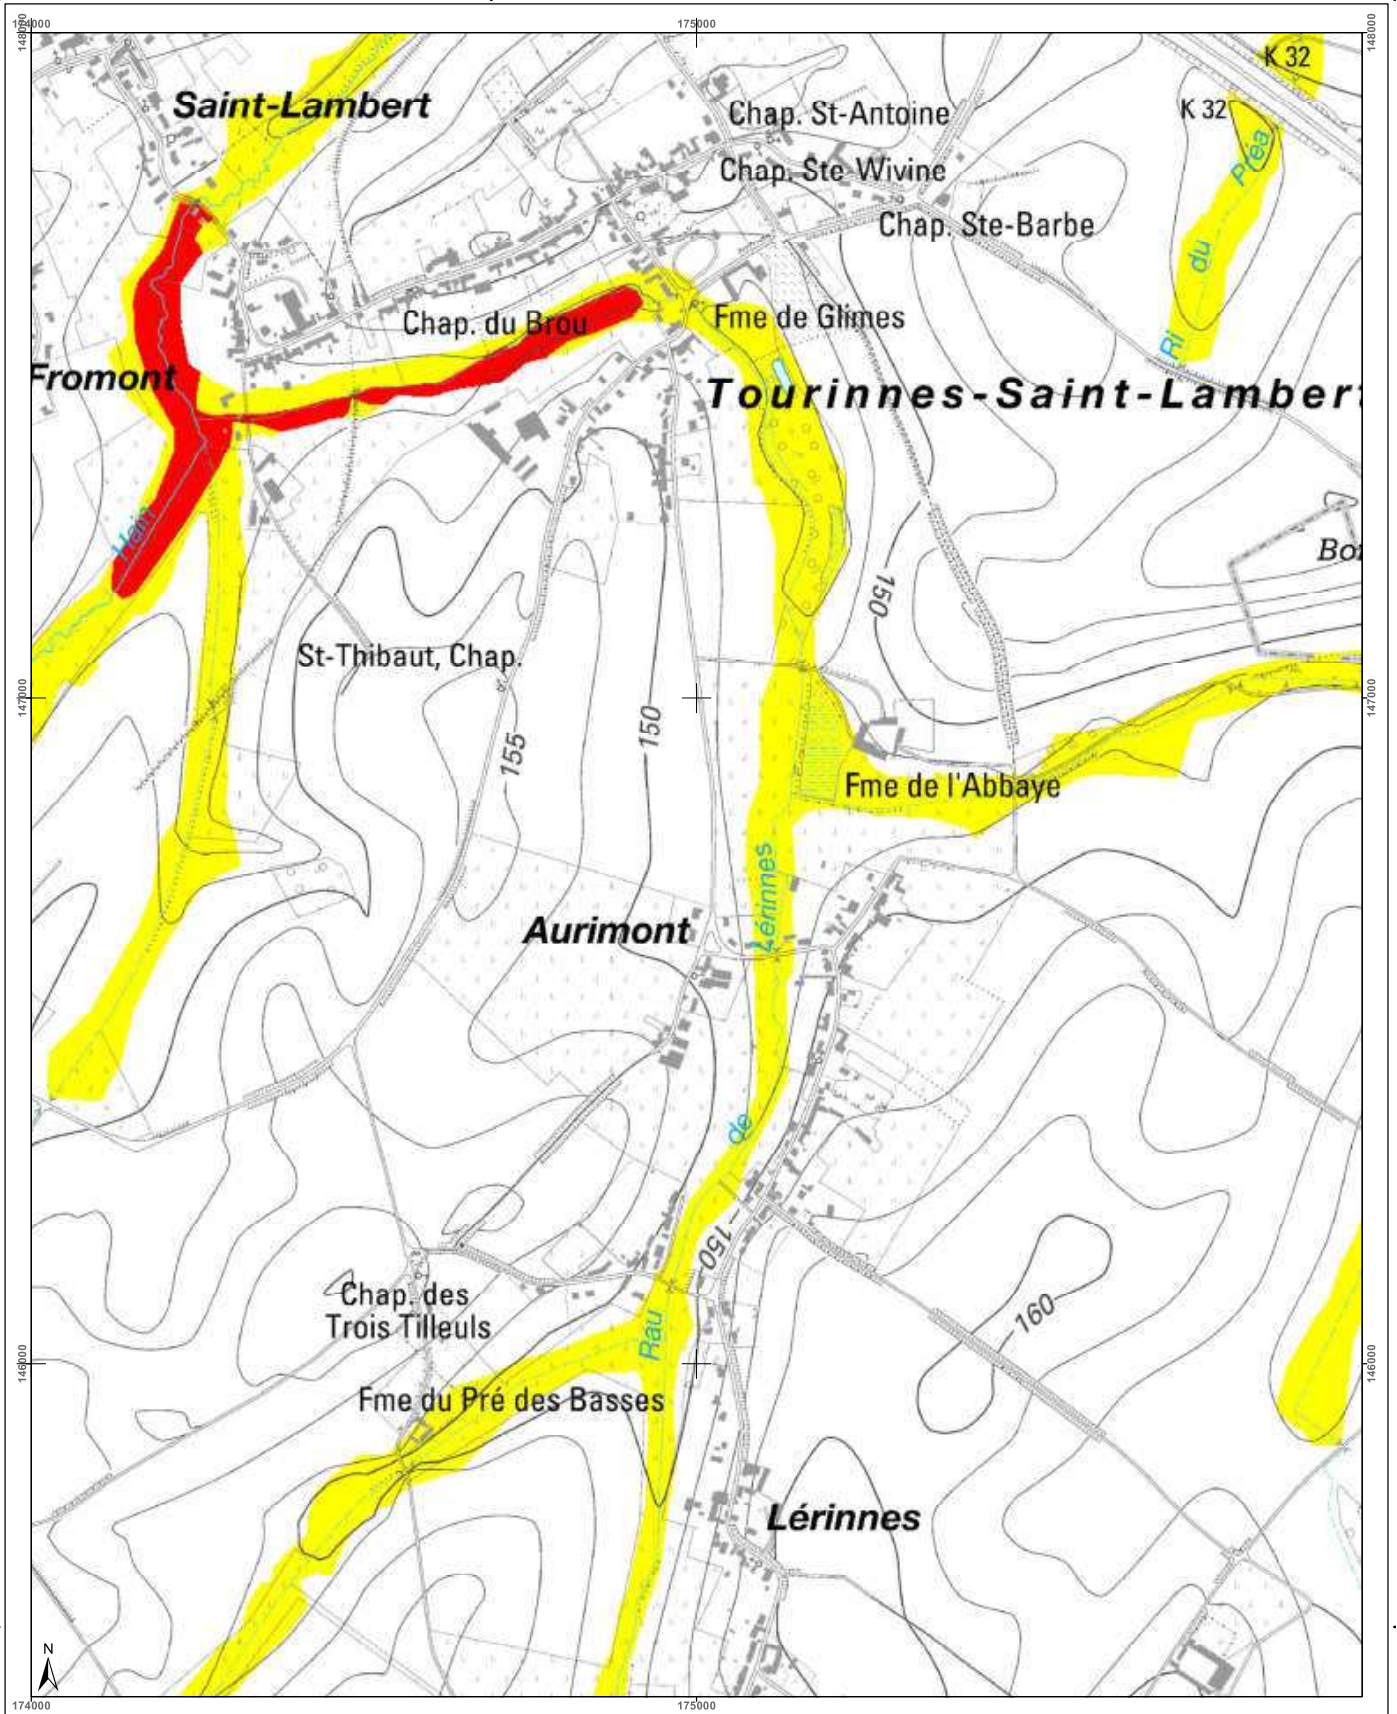 174000
175000
148000
148000
K 32
Saint-Lambert
Chap. St-Antoine
K 32
Préa
Chap. Ste-Wivine
Chap. Ste-Barbe
du
Chap. du Brou
Fme de Glimes
Ri
Fromont
Tourinnes-Saint-Lambert
Hain
Bor
150
St-Thibaut, Chap.
147000
147000
150
155
Fme de l'Abbaye
Lérinnes
Aurimont
de
150
Chap. des
Trois Tilleuls
160
Rau
146000
146000
Fme du Pré des Basses
Lérinnes
N
174000
175000